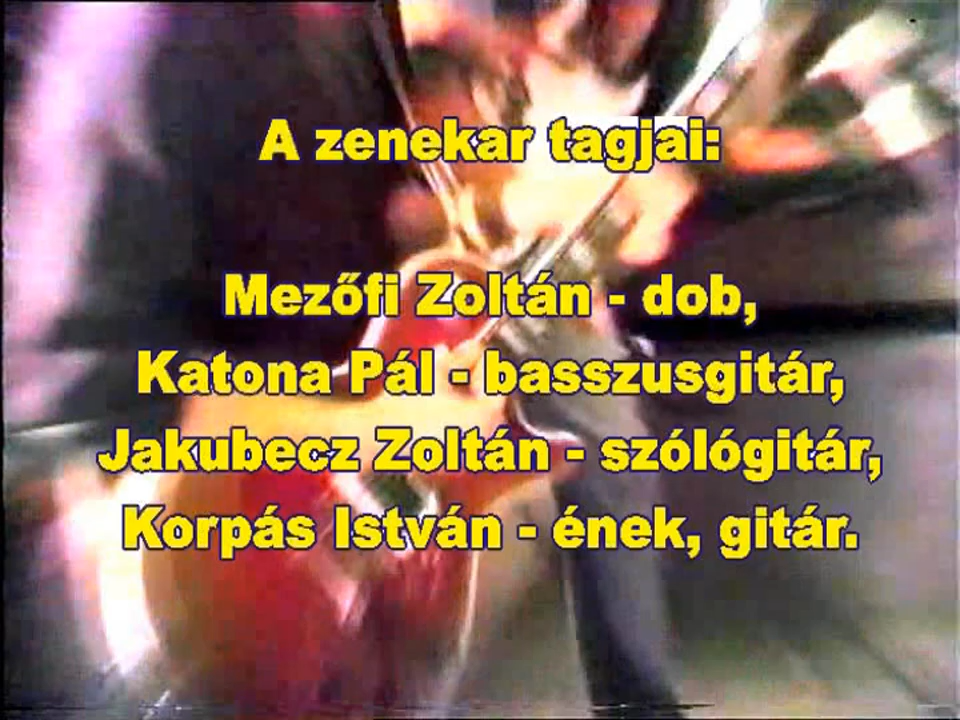 A zenekar tagjai:
Mezőfi Zoltán - dob,
Katona Pál - basszusgitár,
Jakubecz Zoltán - szólógitár,
Korpás István - ének, gitár.